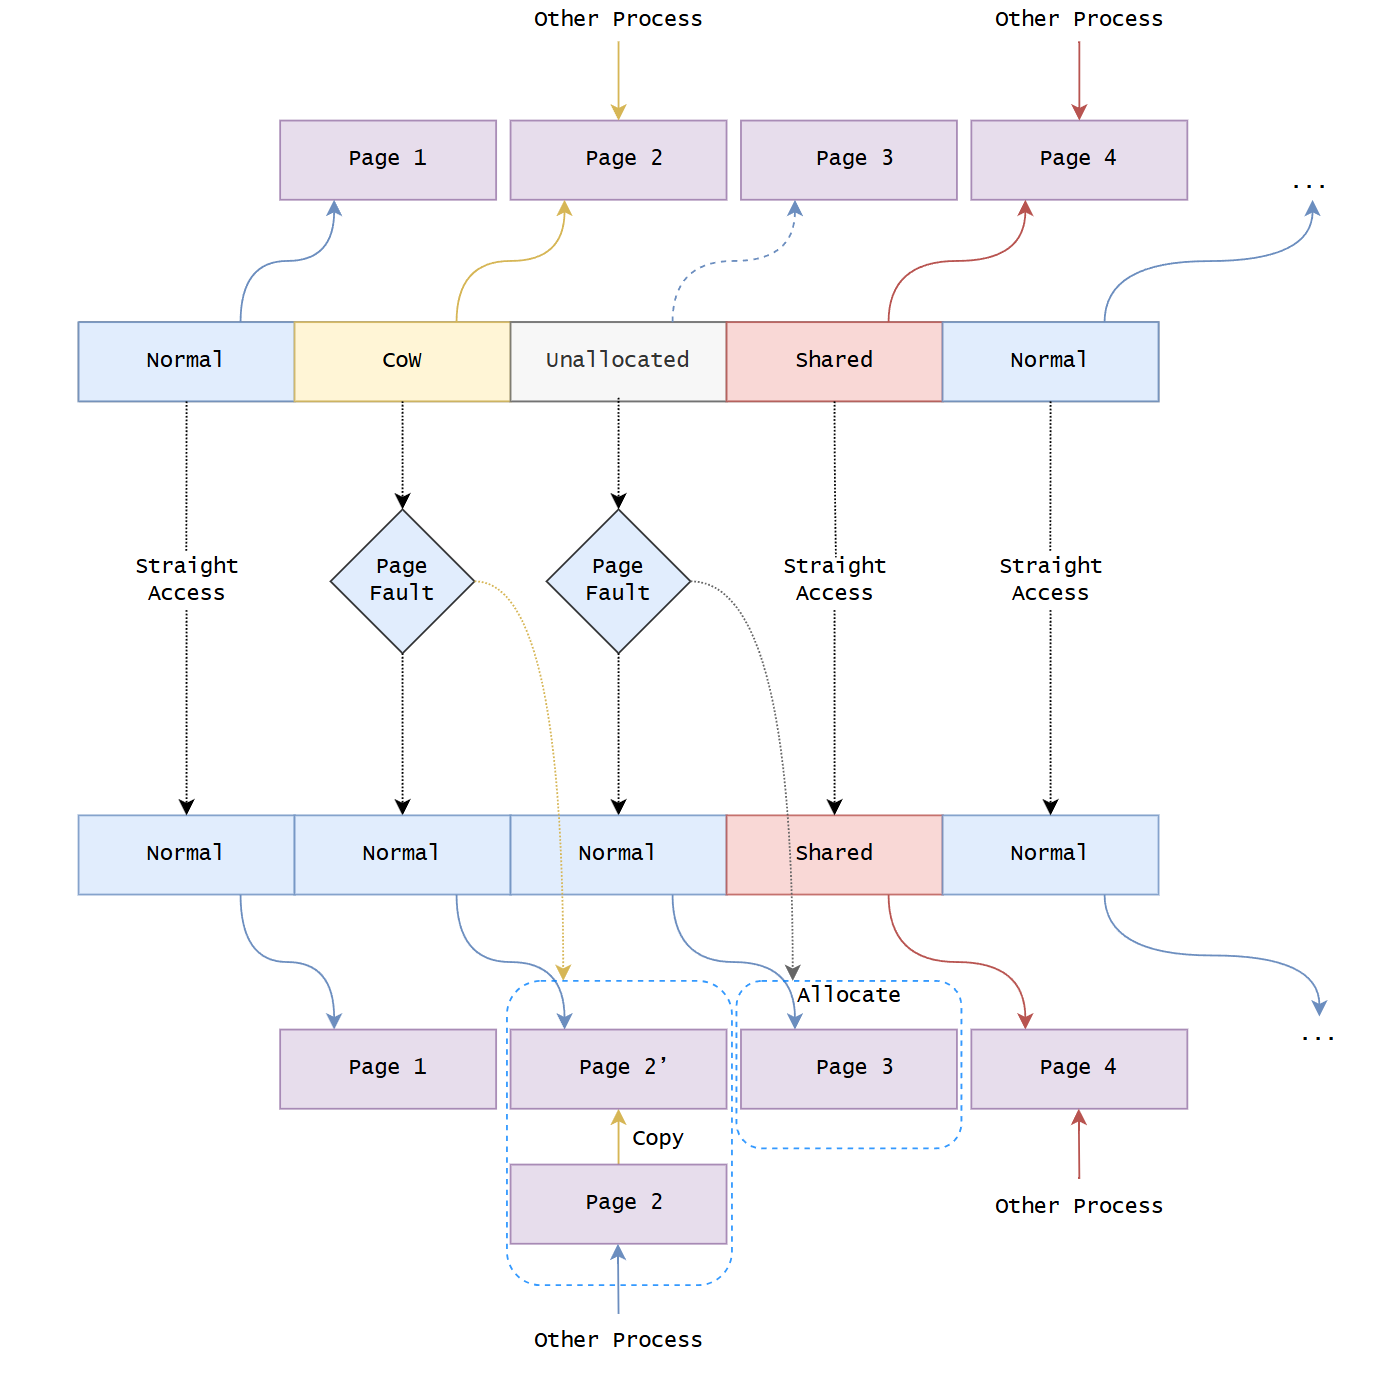 Other Process
Other Process
Page 1
Page 2
Page 3
Page 4
...
Normal
CoW
Unallocated
Shared
Normal
Straight
Access
Page
Fault
Page
Fault
Straight
Access
Straight
Access
Normal
Normal
Normal
Shared
Normal
Allocate
Page 1
Page 2’
Page 3
Page 4
...
Copy
Page 2
Other Process
Other Process